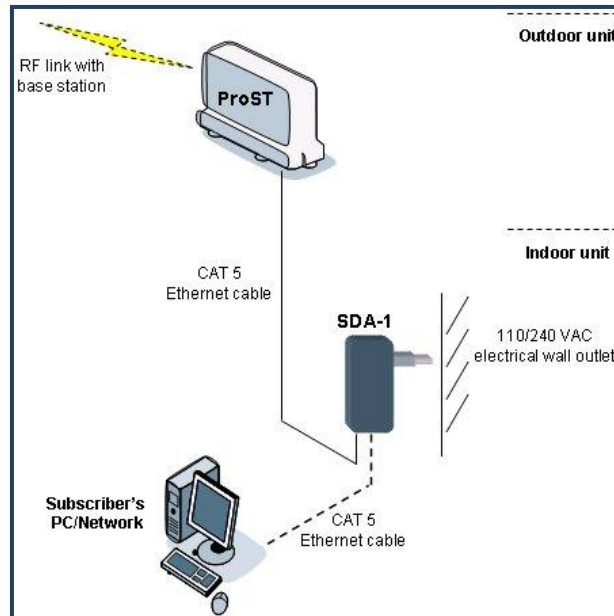 Outdoor unit
RF link with
base station
ProST
Indoor unit
CAT 5
Ethernet cable
SDA-1
110/240 VAC
electrical wall outlet
Subscriber's
PC/Network
CAT 5
Ethernet cable